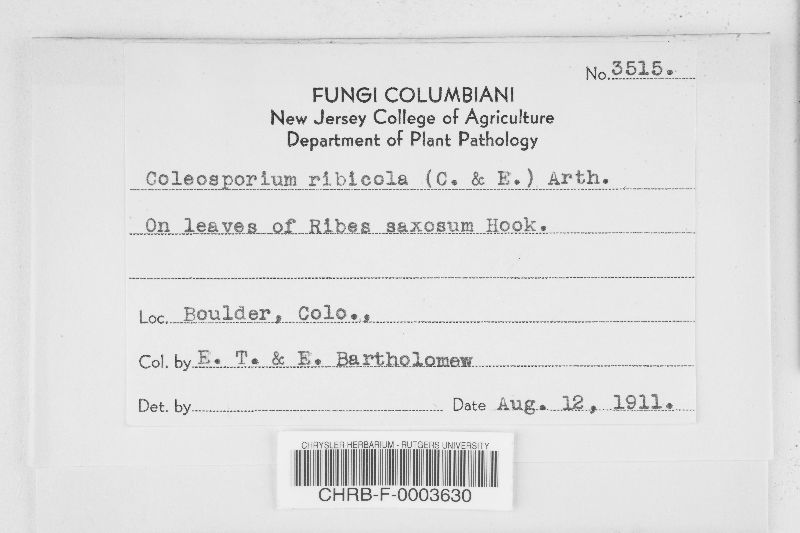 No. 3515.
FUNGI COLUMBIANI
New Jersey College of Agriculture
Department of Plant Pathology
Coleosporium ribicola (C. & E.) Arth.
On leaves of Ribes saxosum Hook.
Loc. Boulder, Colo.,
Col. by E. T. & E. Bartholomew
Det. by Date Aug. 12, 1911.
CHRYSLER HERBARIUM - RUTGERS UNIVERSITY
CHRB-F-0003630